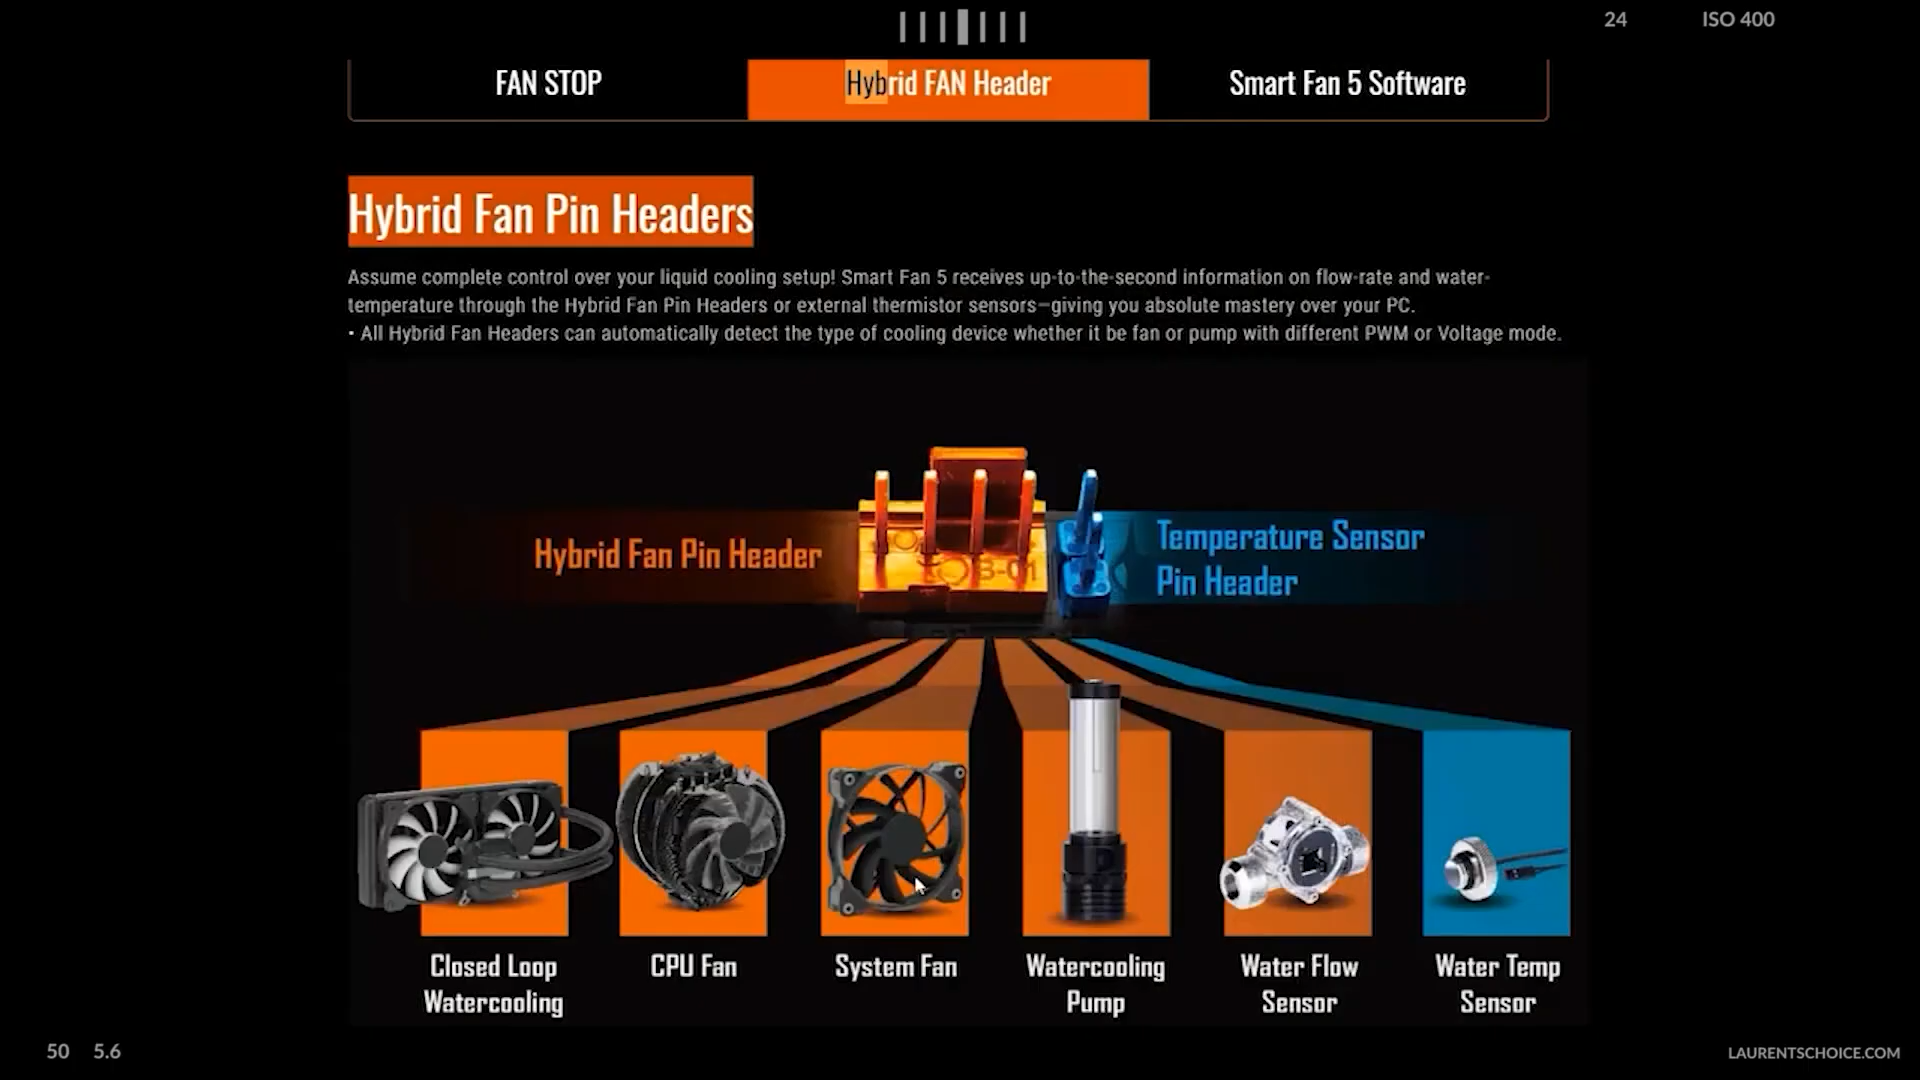 24 ISO 400
FAN STOP
Hybrid FAN Header
Smart Fan 5 Software
Hybrid Fan Pin Headers
Assume complete control over your liquid cooling setup! Smart Fan 5 receives up-to-the-second information on flow-rate and water-
temperature through the Hybrid Fan Pin Headers or external thermistor sensors—giving you absolute mastery over your PC.
• All Hybrid Fan Headers can automatically detect the type of cooling device whether it be fan or pump with different PWM or Voltage mode.
Hybrid Fan Pin Header
B-01
Temperature Sensor
Pin Header
Closed Loop
Watercooling
CPU Fan
System Fan
Watercooling
Pump
Water Flow
Sensor
Water Temp
Sensor
50 5.6
LAURENTSCHOICE.COM